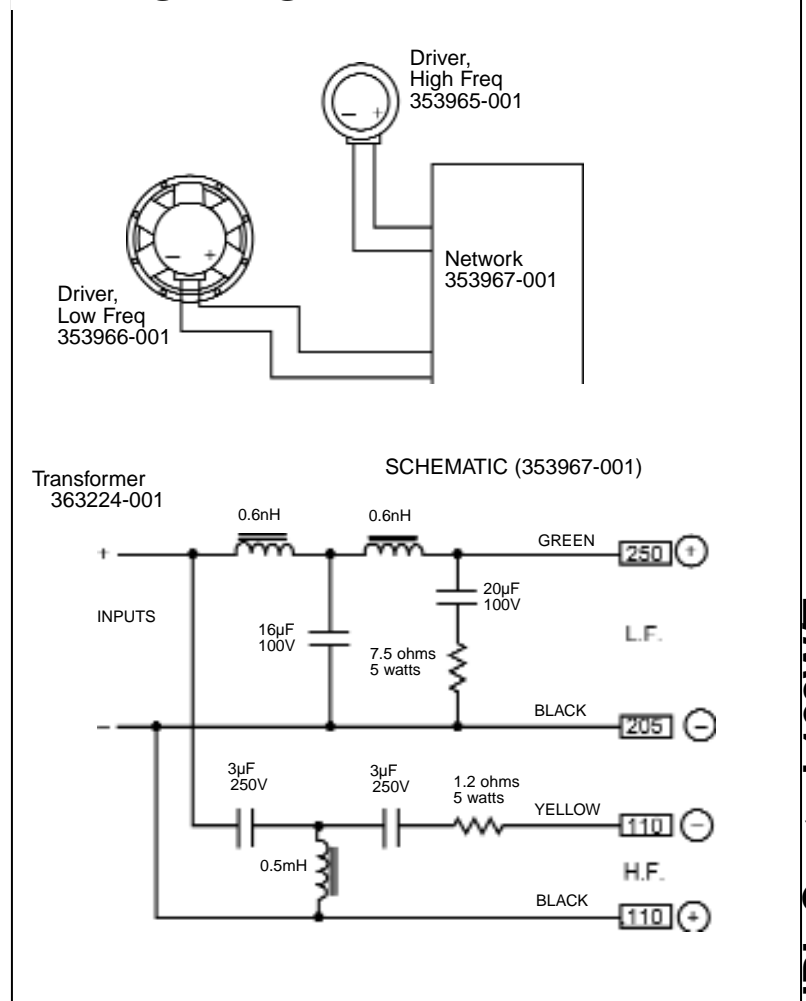 Driver,
High Freq
353965-001
Network
353967-001
Driver,
Low Freq
353966-001
SCHEMATIC (353967-001)
Transformer
363224-001
0.6nH
0.6nH
+
GREEN
250 +
INPUTS
20µF
100V
16µF
100V
7.5 ohms
5 watts
L.F.
BLACK
–
205 –
3µF
250V
3µF
250V
1.2 ohms
5 watts
YELLOW
110 –
0.5mH
H.F.
BLACK
110 +